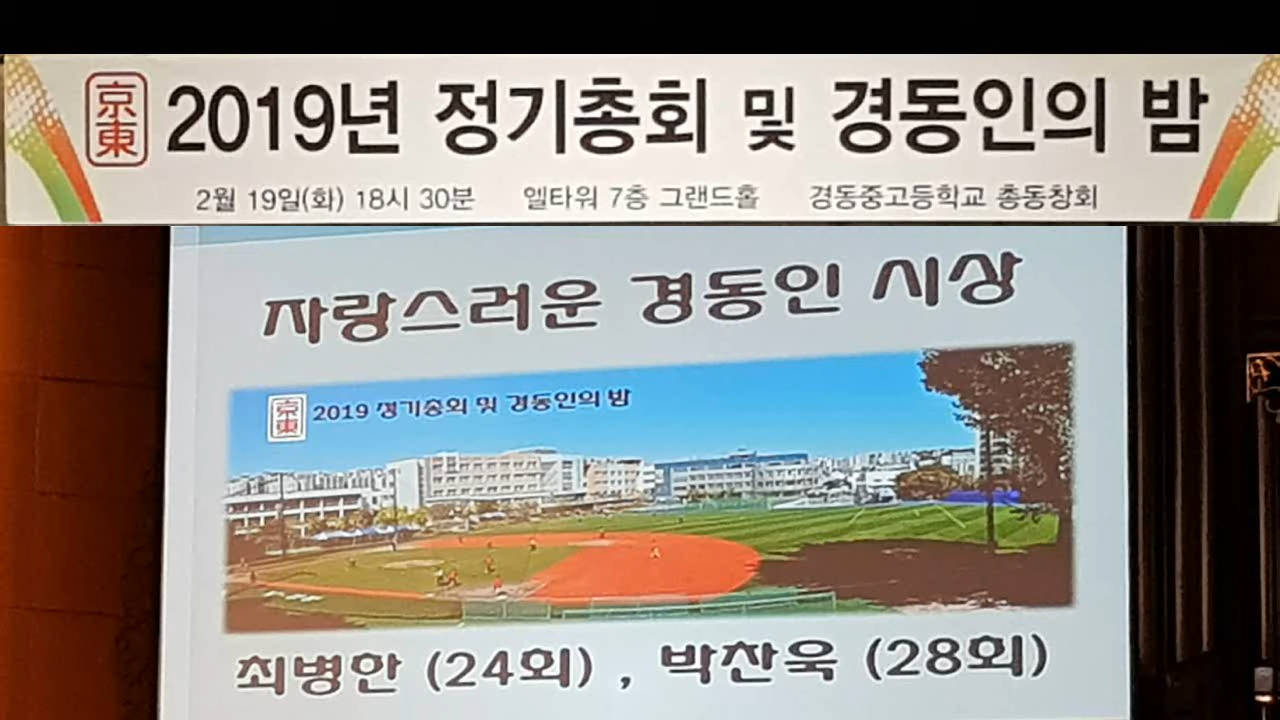 京東
2019년 정기총회 및 경동인의 밤
2월 19일(화) 18시 30분 엘타워 7층 그랜드홀 경동중고등학교 총동창회
자랑스러운 경동인 시상
京東 2019 정기총회 및 경동인의 밤
최병한 (24회) , 박찬욱 (28회)